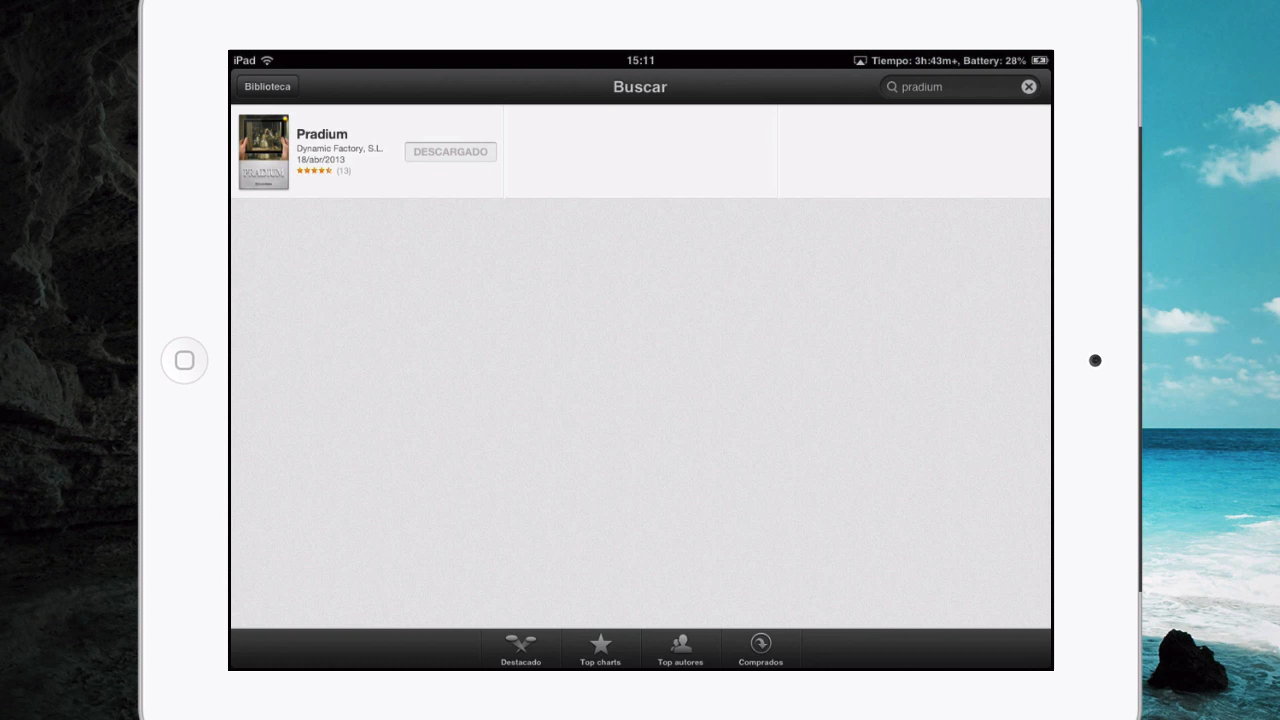 iPad
15:11
Tiempo: 3h:43m+, Battery: 28%
Biblioteca
Buscar
pradium
Pradium
Dynamic Factory, S.L.
18/abr/2013
(13)
DESCARGADO
PRADIUM
Destacado
Top charts
Top autores
Comprados